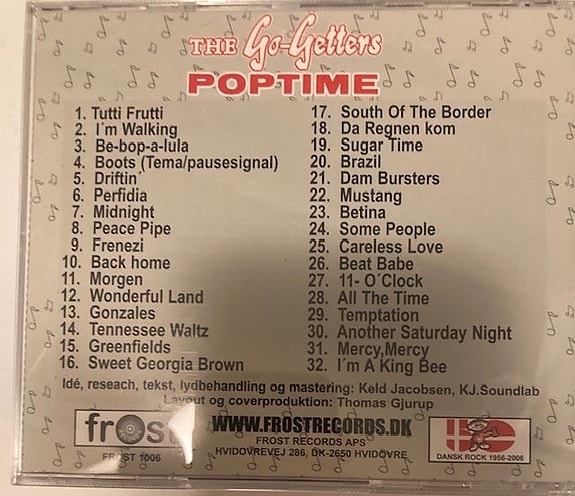 THE Go-Getters
POPTIME
1. Tutti Frutti
2. I´m Walking
3. Be-bop-a-lula
4. Boots (Tema/pausesignal)
5. Driftin´
6. Perfidia
7. Midnight
8. Peace Pipe
9. Frenezi
10. Back home
11. Morgen
12. Wonderful Land
13. Gonzales
14. Tennessee Waltz
15. Greenfields
16. Sweet Georgia Brown
17. South Of The Border
18. Da Regnen kom
19. Sugar Time
20. Brazil
21. Dam Bursters
22. Mustang
23. Betina
24. Some People
25. Careless Love
26. Beat Babe
27. 11- O´Clock
28. All The Time
29. Temptation
30. Another Saturday Night
31. Mercy,Mercy
32. I´m A King Bee
Idé, reseach, tekst, lydbehandling og mastering: Keld Jacobsen, KJ.Soundlab
Layout og coverproduktion: Thomas Gjurup
frost
FROST 1006
WWW.FROSTRECORDS.DK
FROST RECORDS APS
HVIDOVREVEJ 286, DK-2650 HVIDOVRE
DANSK ROCK 1956-2006